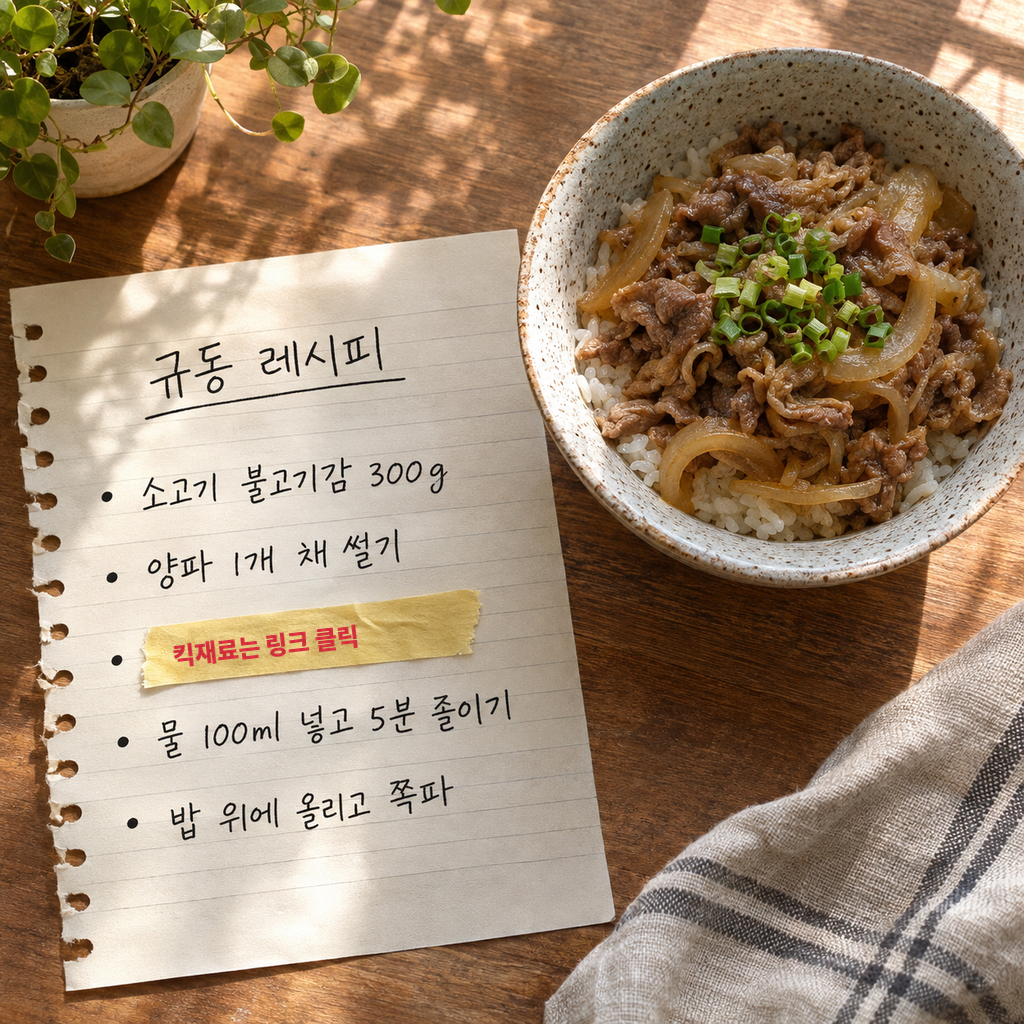 규동 레시피
• 소고기 불고기감 300g
• 양파 1개 채 썰기
• 킥재료는 링크 클릭
• 물 100ml 넣고 5분 졸이기
• 밥 위에 올리고 쪽파